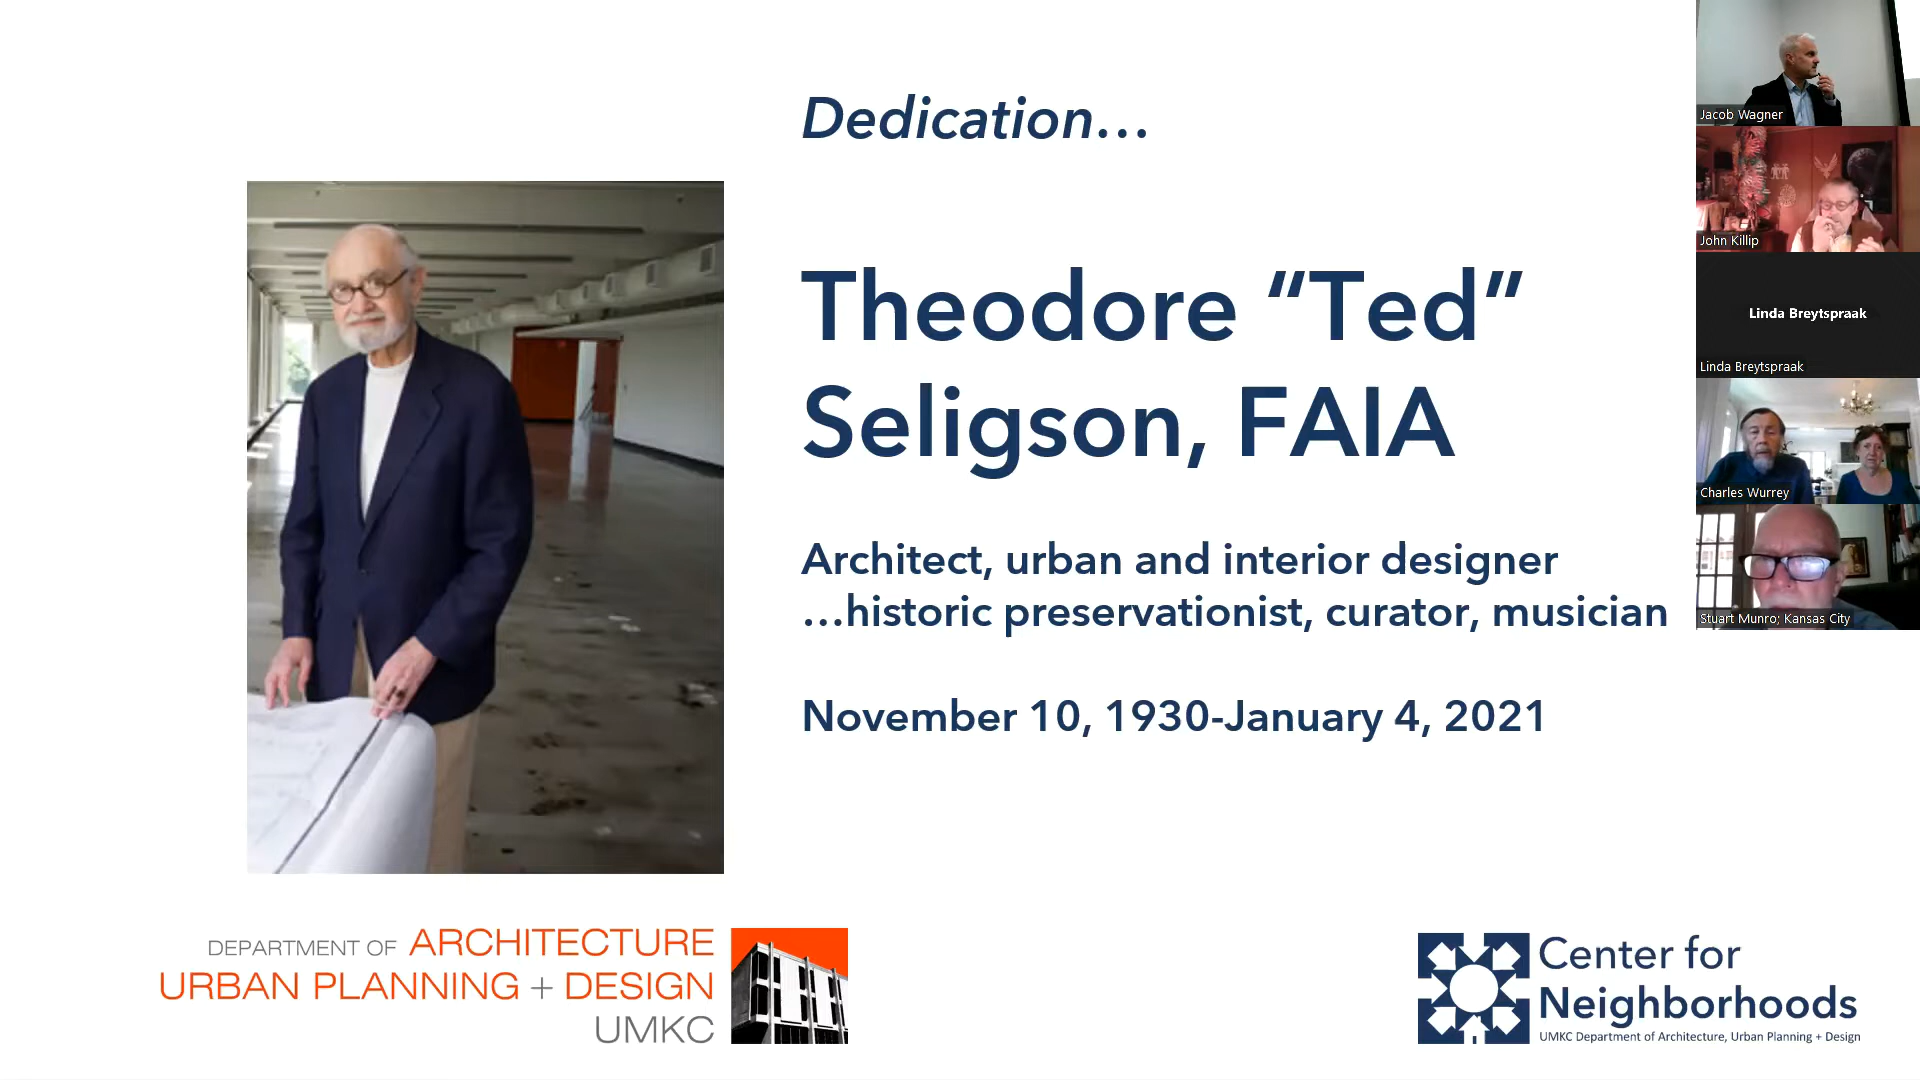 Dedication…
Theodore “Ted”
Seligson, FAIA
Architect, urban and interior designer
…historic preservationist, curator, musician
November 10, 1930-January 4, 2021
DEPARTMENT OF ARCHITECTURE
URBAN PLANNING + DESIGN
UMKC
Center for
Neighborhoods
UMKC Department of Architecture, Urban Planning + Design
Jacob Wagner
John Killip
Linda Breytspraak
Linda Breytspraak
Charles Wurrey
Stuart Munro; Kansas City